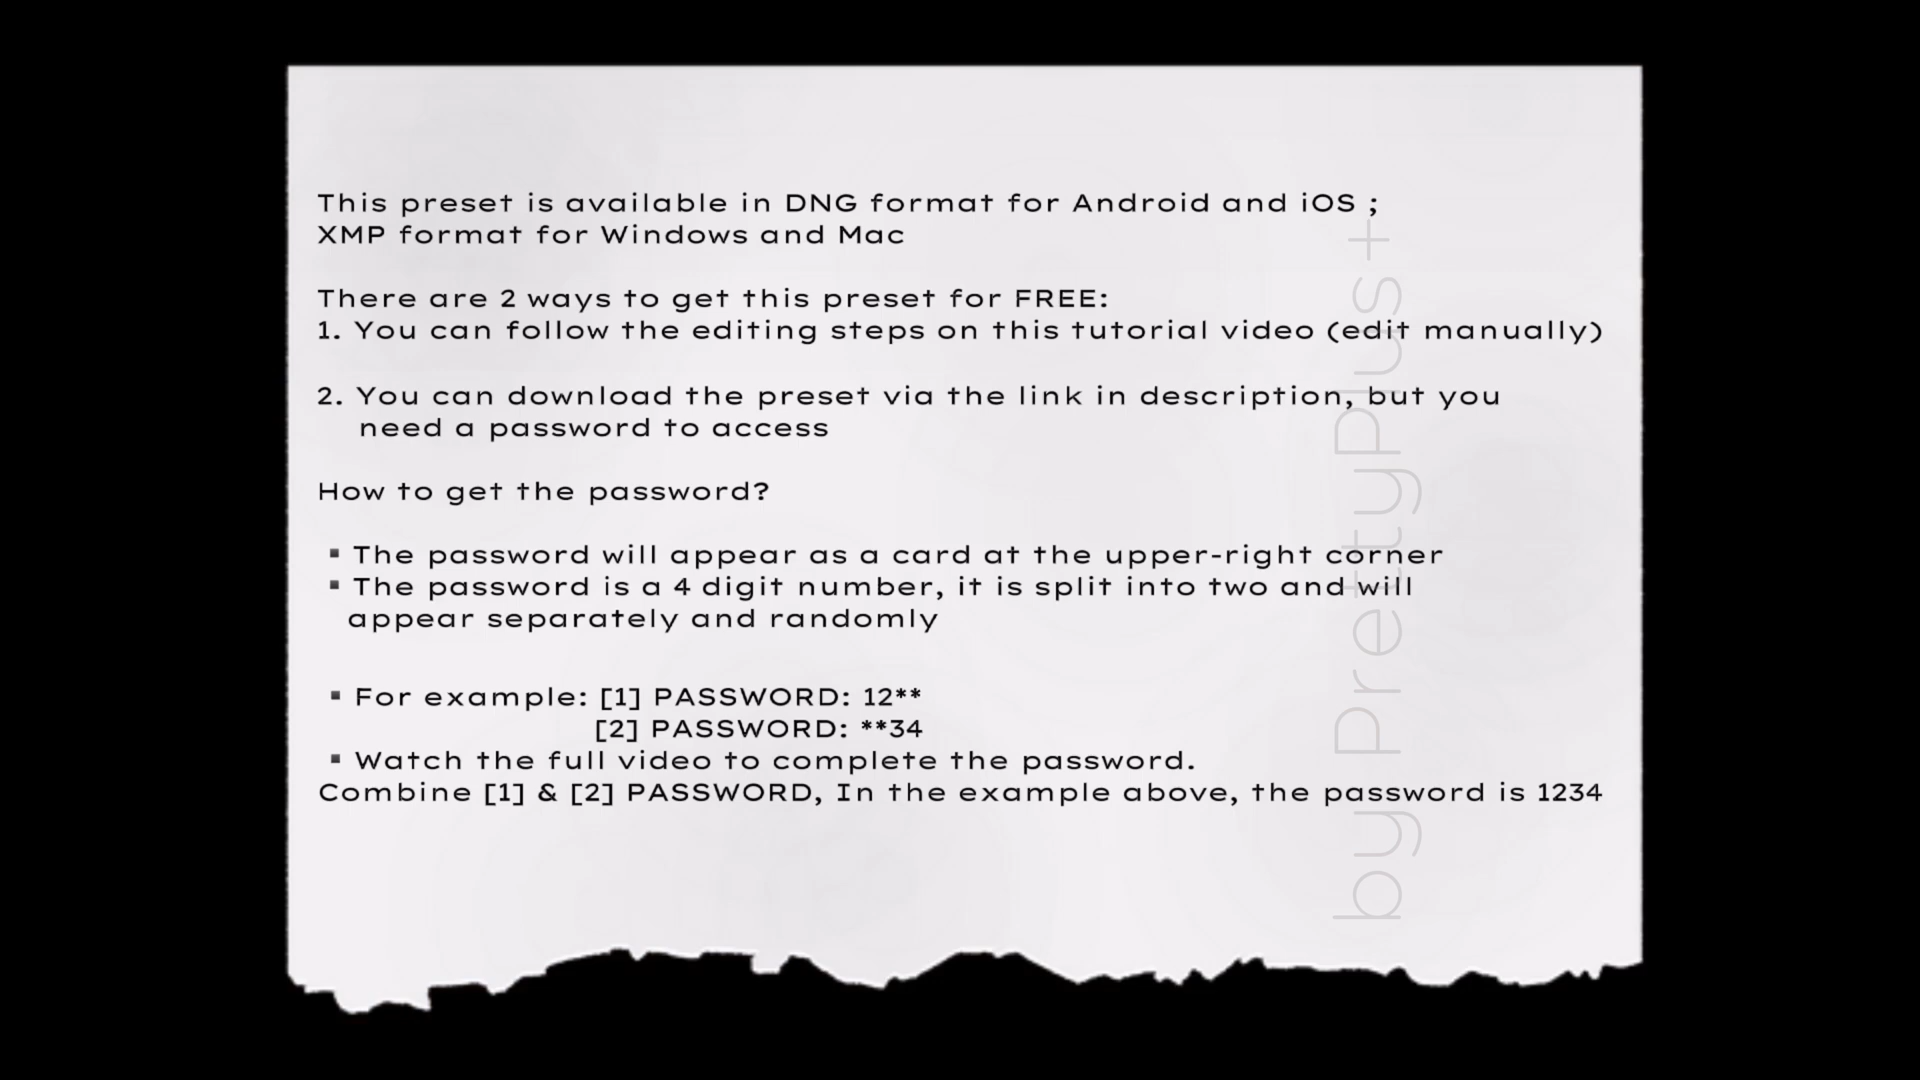 This preset is available in DNG format for Android and iOS ;
XMP format for Windows and Mac
There are 2 ways to get this preset for FREE:
1. You can follow the editing steps on this tutorial video (edit manually)
2. You can download the preset via the link in description, but you
need a password to access
How to get the password?
▪ The password will appear as a card at the upper-right corner
▪ The password is a 4 digit number, it is split into two and will
appear separately and randomly
▪ For example: [1] PASSWORD: 12**
[2] PASSWORD: **34
▪ Watch the full video to complete the password.
Combine [1] & [2] PASSWORD, In the example above, the password is 1234
by PrettyPlus+